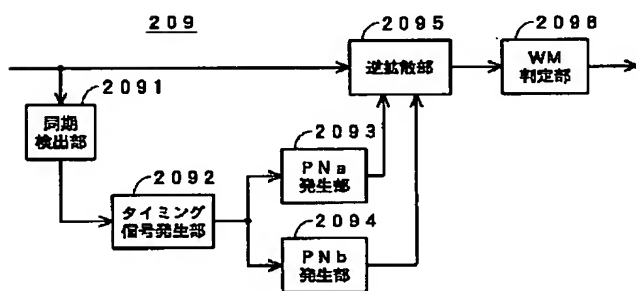 209
2095
2096
逆拡散部
WM
判定部
2091
同期
検出部
2093
PNa
発生部
2092
タイミング
信号発生部
2094
PNb
発生部